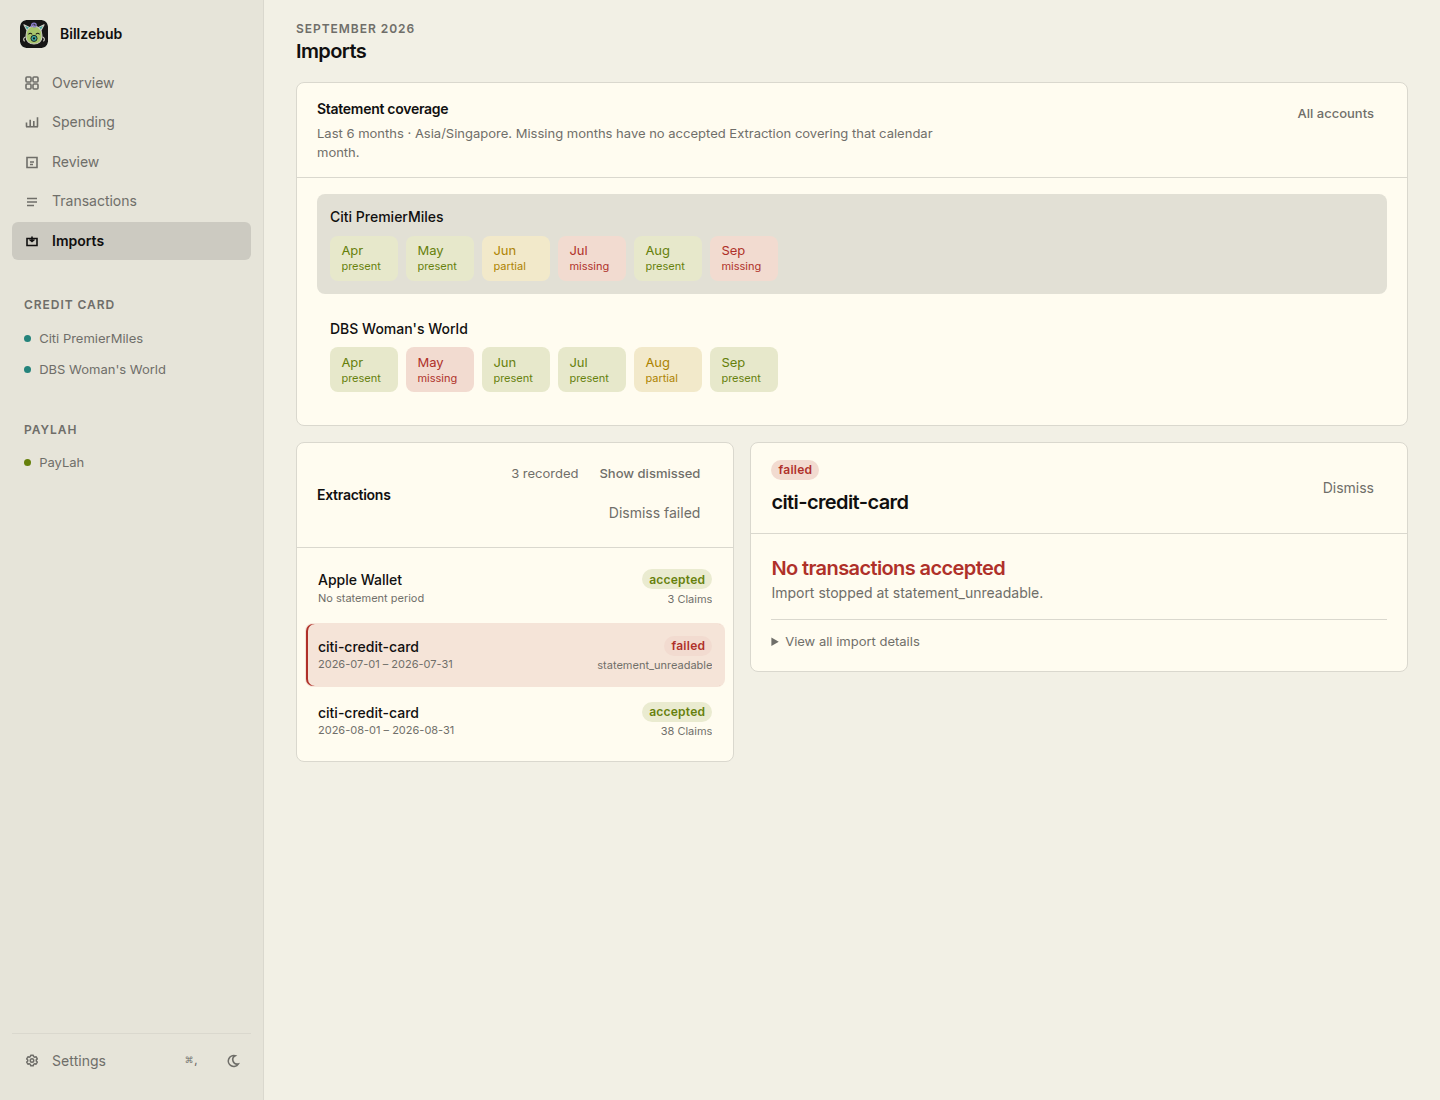 Billzebub
Overview
Spending
Review
Transactions
Imports
CREDIT CARD
Citi PremierMiles
DBS Woman's World
PAYLAH
PayLah
Settings
⌘,
SEPTEMBER 2026
Imports
Statement coverage
All accounts
Last 6 months · Asia/Singapore. Missing months have no accepted Extraction covering that calendar
month.
Citi PremierMiles
Apr May Jun Jul Aug Sep
present present partial missing present missing
DBS Woman's World
Apr May Jun Jul Aug Sep
present missing present present partial present
3 recorded Show dismissed
Extractions
Dismiss failed
Apple Wallet accepted
No statement period 3 Claims
citi-credit-card failed
2026-07-01 – 2026-07-31 statement_unreadable
citi-credit-card accepted
2026-08-01 – 2026-08-31 38 Claims
failed
citi-credit-card
Dismiss
No transactions accepted
Import stopped at statement_unreadable.
View all import details